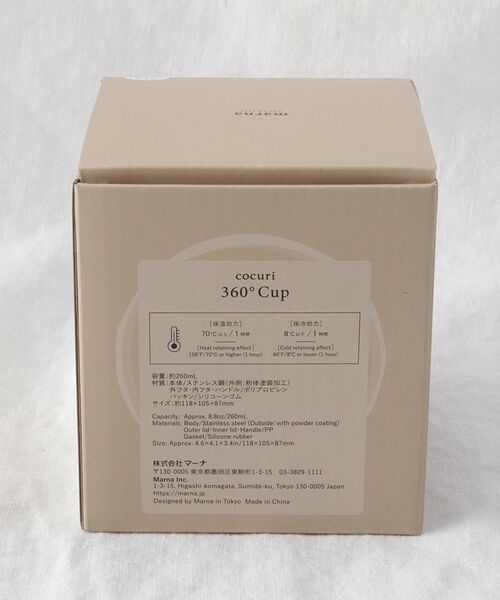 marna
cocuri
360° Cup
[保温効力]
70℃以上/1時間
[Heat retaining effect]
158°F/70°C or higher (1 hour)
[保冷効力]
8℃以下/1時間
[Cold retaining effect]
46°F/8°C or lower (1 hour)
容量:約260mL
材質:本体/ステンレス鋼(外側:粉体塗装加工)
外フタ・内フタ・ハンドル/ポリプロピレン
パッキン/シリコーンゴム
サイズ:約118×105×87mm
Capacity: Approx. 8.8oz/260mL
Materials: Body/Stainless steel (Outside: with powder coating)
Outer lid·Inner lid·Handle/PP
Gasket/Silicone rubber
Size: Approx. 4.6×4.1×3.4in/118×105×87mm
株式会社マーナ
〒130-0005 東京都墨田区東駒形1-3-15 03-3829-1111
Marna Inc.
1-3-15, Higashi-komagata, Sumida-ku, Tokyo 130-0005 Japan
https://marna.jp
Designed by Marna in Tokyo Made in China